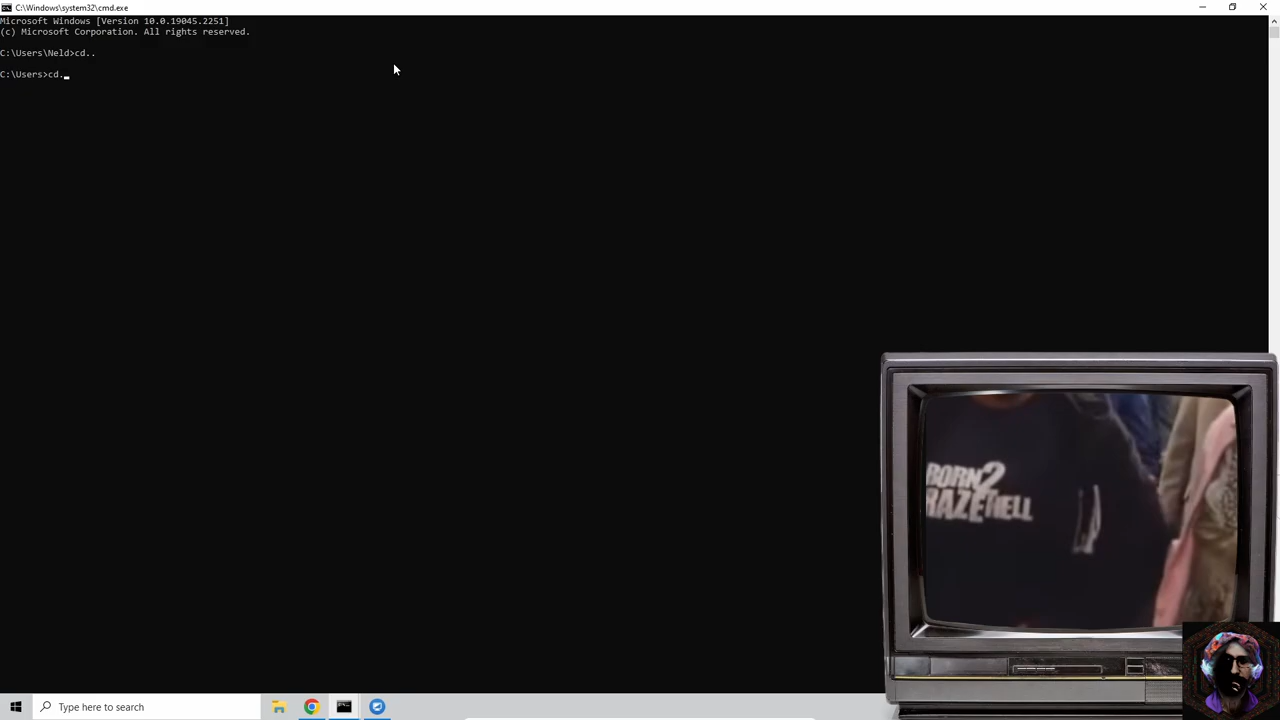 C:\Windows\system32\cmd.exe
Microsoft Windows [Version 10.0.19045.2251]
(c) Microsoft Corporation. All rights reserved.
C:\Users\Neld>cd..
C:\Users>cd.
BORN2
RAZEHELL
Type here to search